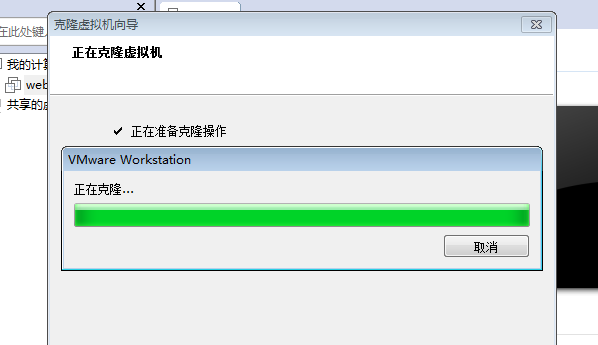 克隆虚拟机向导
在此处键
正在克隆虚拟机
我的计算
web
共享的虚
正在准备克隆操作
VMware Workstation
正在克隆...
取消